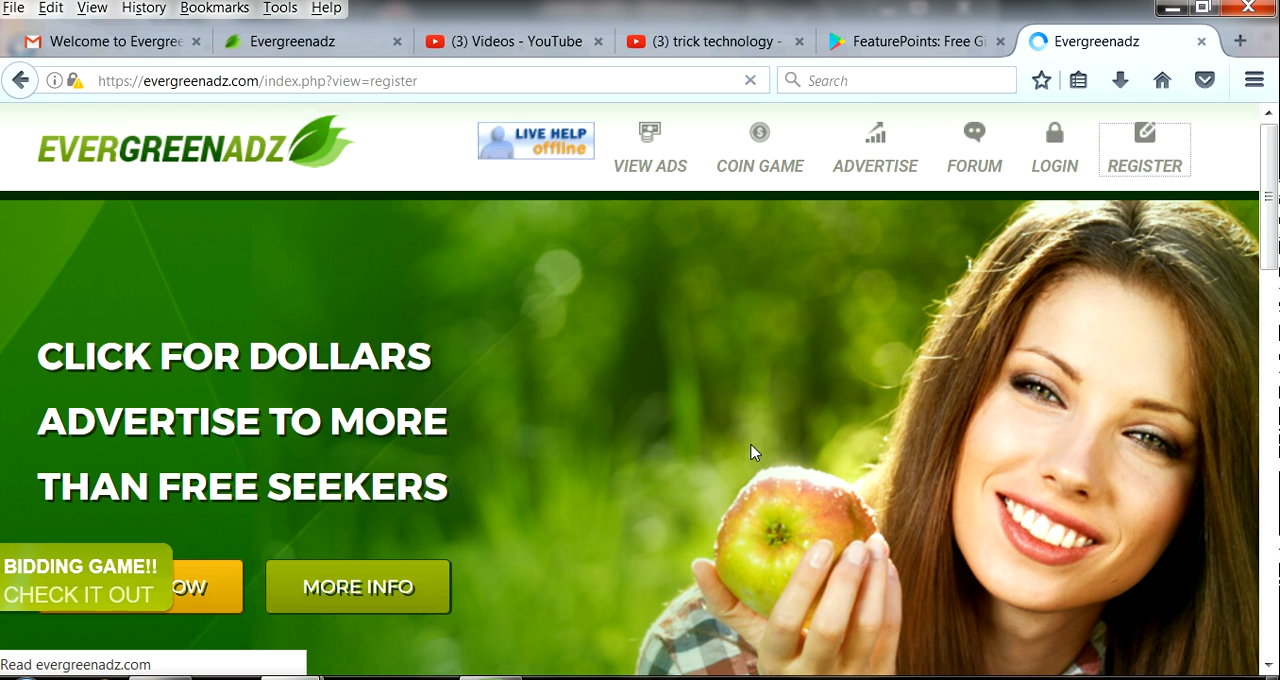 File Edit View History Bookmarks Tools Help
Welcome to Evergree
Evergreenadz
(3) Videos - YouTube
(3) trick technology -
FeaturePoints: Free Gi
Evergreenadz
https://evergreenadz.com/index.php?view=register
Search
EVERGREENADZ
LIVE HELP
offline
VIEW ADS
COIN GAME
ADVERTISE
FORUM
LOGIN
REGISTER
CLICK FOR DOLLARS
ADVERTISE TO MORE
THAN FREE SEEKERS
BIDDING GAME!!
CHECK IT OUT
OW
MORE INFO
Read evergreenadz.com